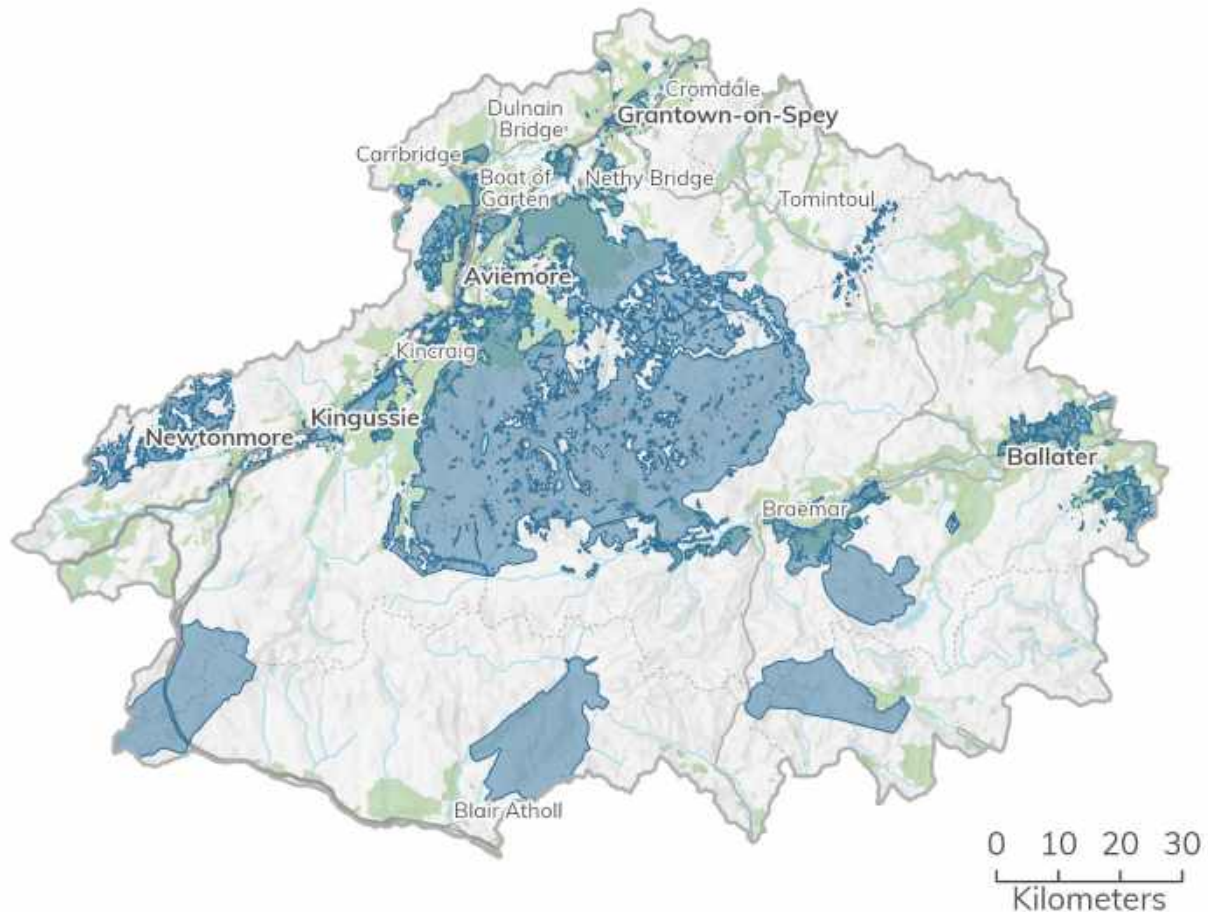 Cromdale
Dulnain
Bridge
Grantown-on-Spey
Carrbridge
Boat of
Garten
Nethy Bridge
Tomintoul
Aviemore
Kincraig
Kingussie
Newtonmore
Ballater
Braemar
Blair Atholl
0 10 20 30
Kilometers